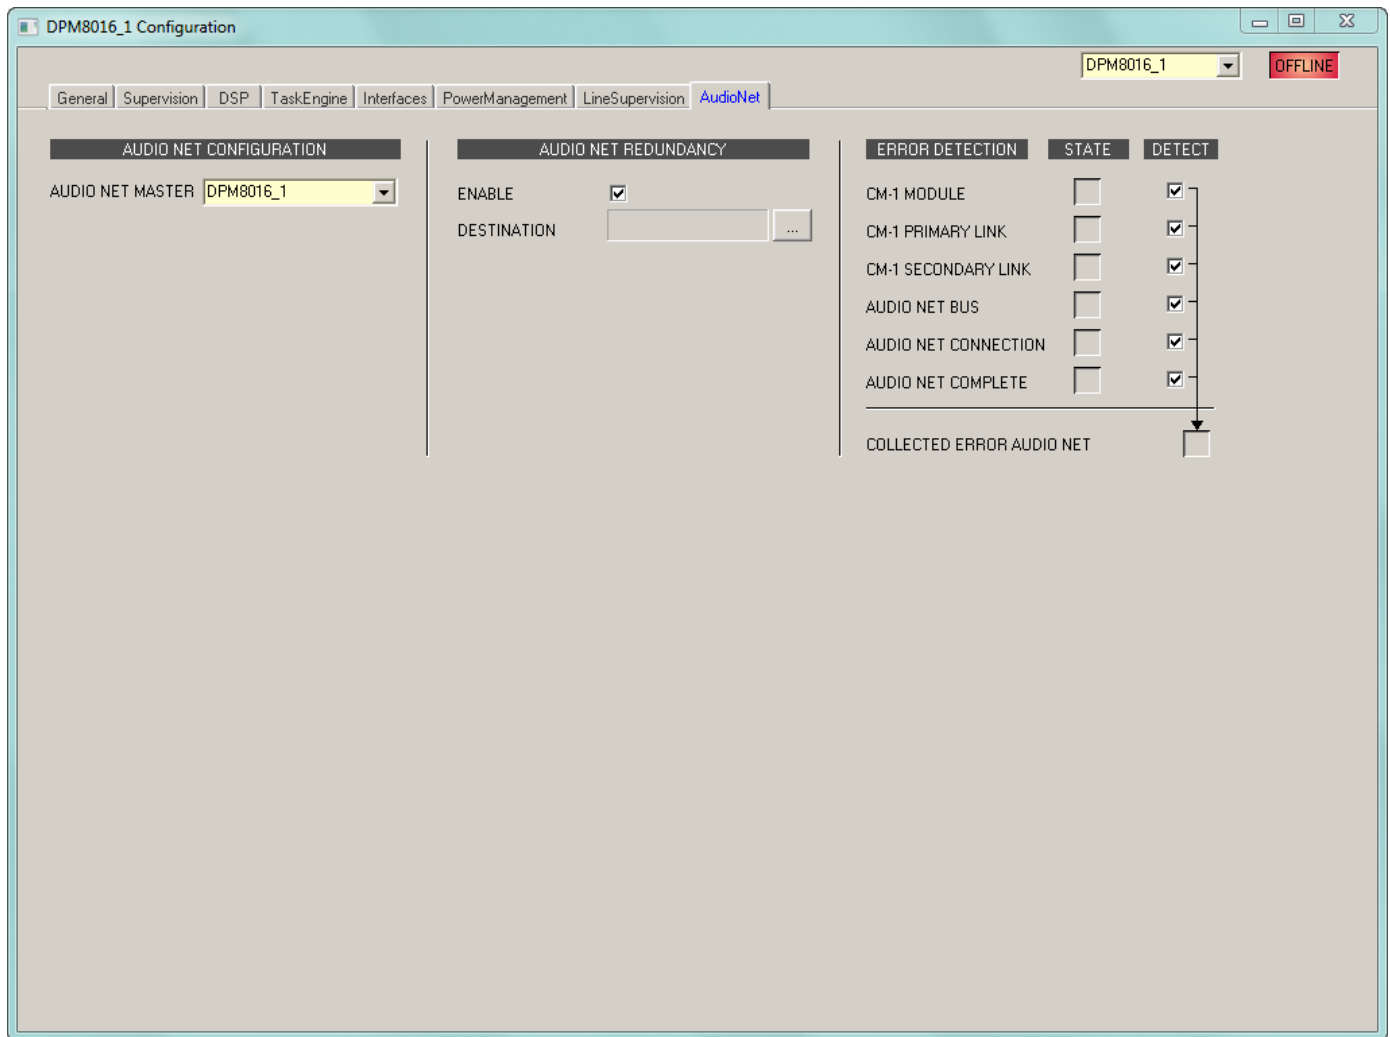 DPM8016_1 Configuration
DPM8016_1 OFFLINE
General Supervision DSP TaskEngine Interfaces PowerManagement LineSupervision AudioNet
AUDIO NET CONFIGURATION
AUDIO NET MASTER DPM8016_1
AUDIO NET REDUNDANCY
ENABLE
DESTINATION ...
ERROR DETECTION STATE DETECT
CM-1 MODULE
CM-1 PRIMARY LINK
CM-1 SECONDARY LINK
AUDIO NET BUS
AUDIO NET CONNECTION
AUDIO NET COMPLETE
COLLECTED ERROR AUDIO NET